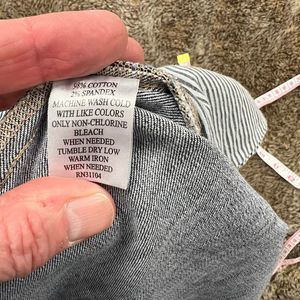 98% COTTON
2% SPANDEX
MACHINE WASH COLD
WITH LIKE COLORS
ONLY NON-CHLORINE
BLEACH
WHEN NEEDED
TUMBLE DRY LOW
WARM IRON
WHEN NEEDED
RN31104